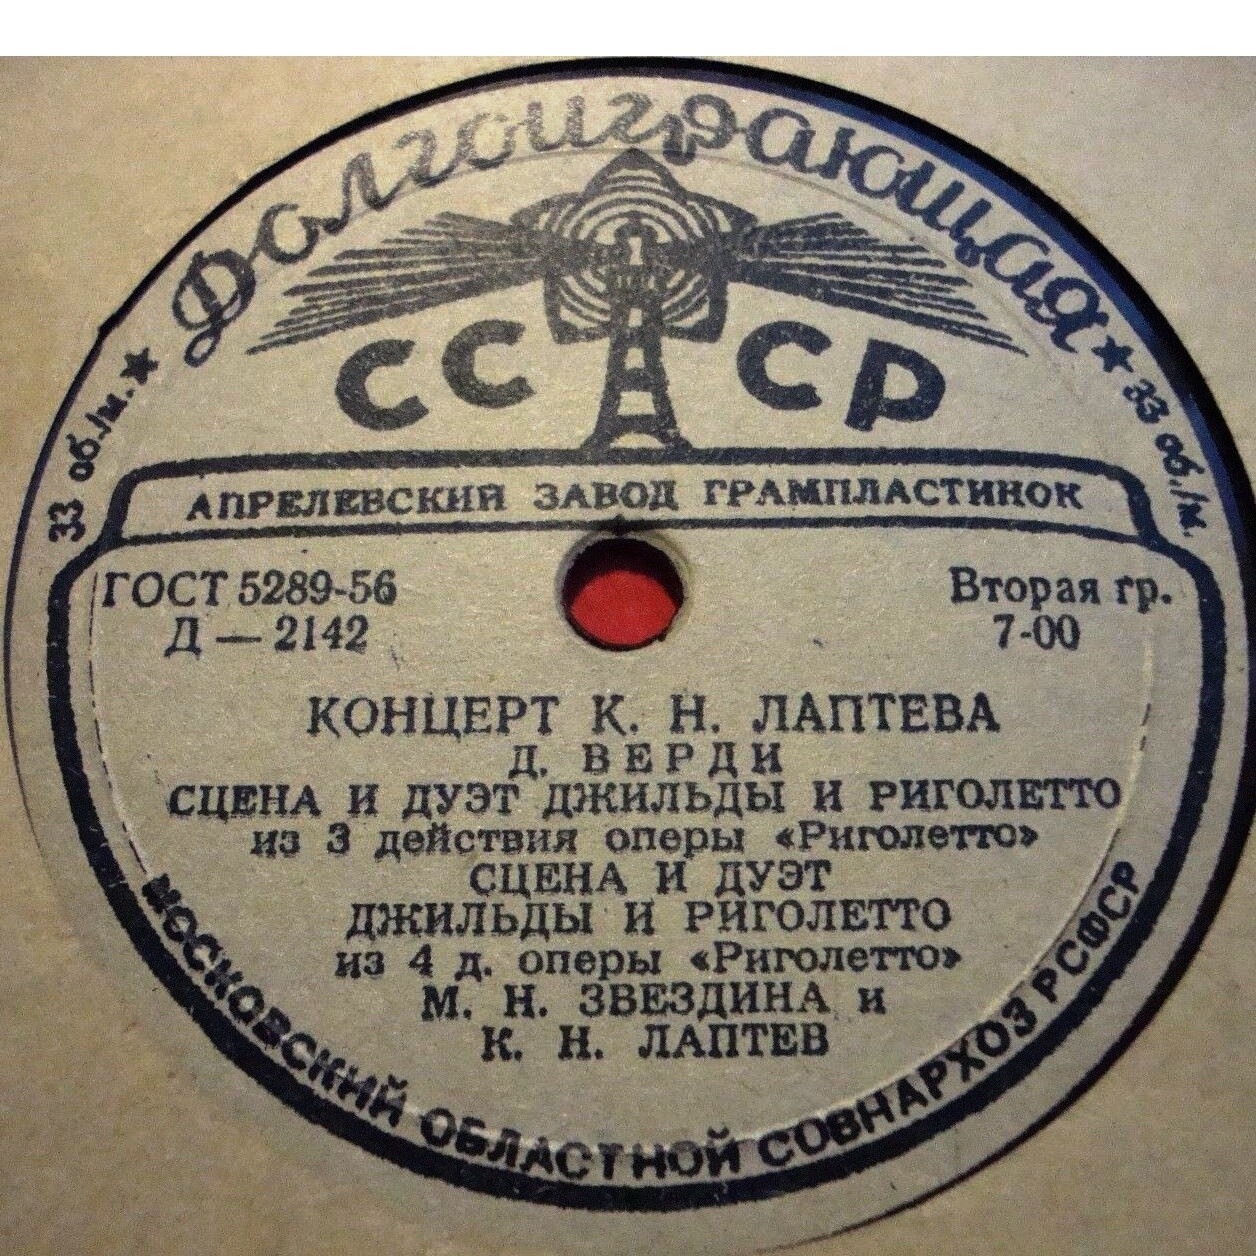 Долгоиграющая
33 об./м. ★ ★ 33 об./м.
СССР
АПРЕЛЕВСКИЙ ЗАВОД ГРАМПЛАСТИНОК
ГОСТ 5289-56
Д — 2142
Вторая гр.
7-00
КОНЦЕРТ К. Н. ЛАПТЕВА
Д. ВЕРДИ
СЦЕНА И ДУЭТ ДЖИЛЬДЫ И РИГОЛЕТТО
из 3 действия оперы «Риголетто»
СЦЕНА И ДУЭТ
ДЖИЛЬДЫ И РИГОЛЕТТО
из 4 д. оперы «Риголетто»
М. Н. ЗВЕЗДИНА и
К. Н. ЛАПТЕВ
МОСКОВСКИЙ ОБЛАСТНОЙ СОВНАРХОЗ РСФСР